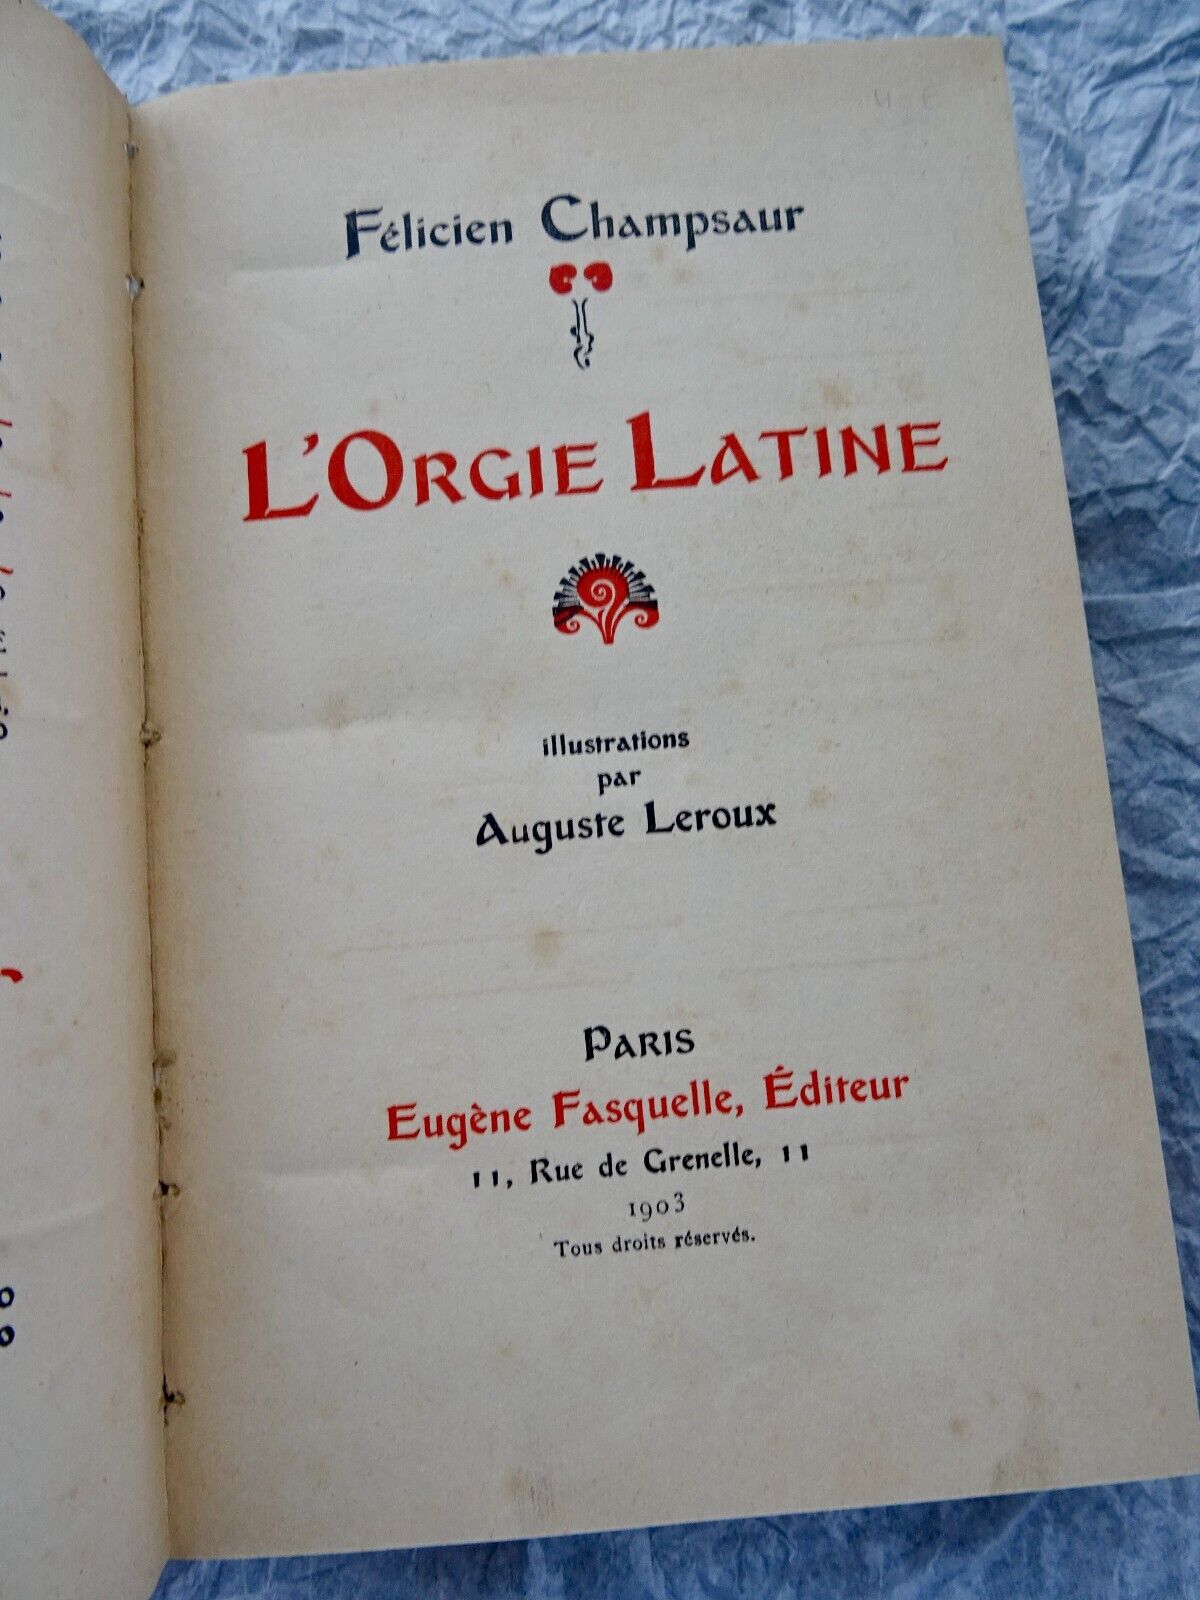 Félicien Champsaur
L'Orgie Latine
illustrations
par
Auguste Leroux
Paris
Eugène Fasquelle, Éditeur
11, Rue de Grenelle, 11
1903
Tous droits réservés.